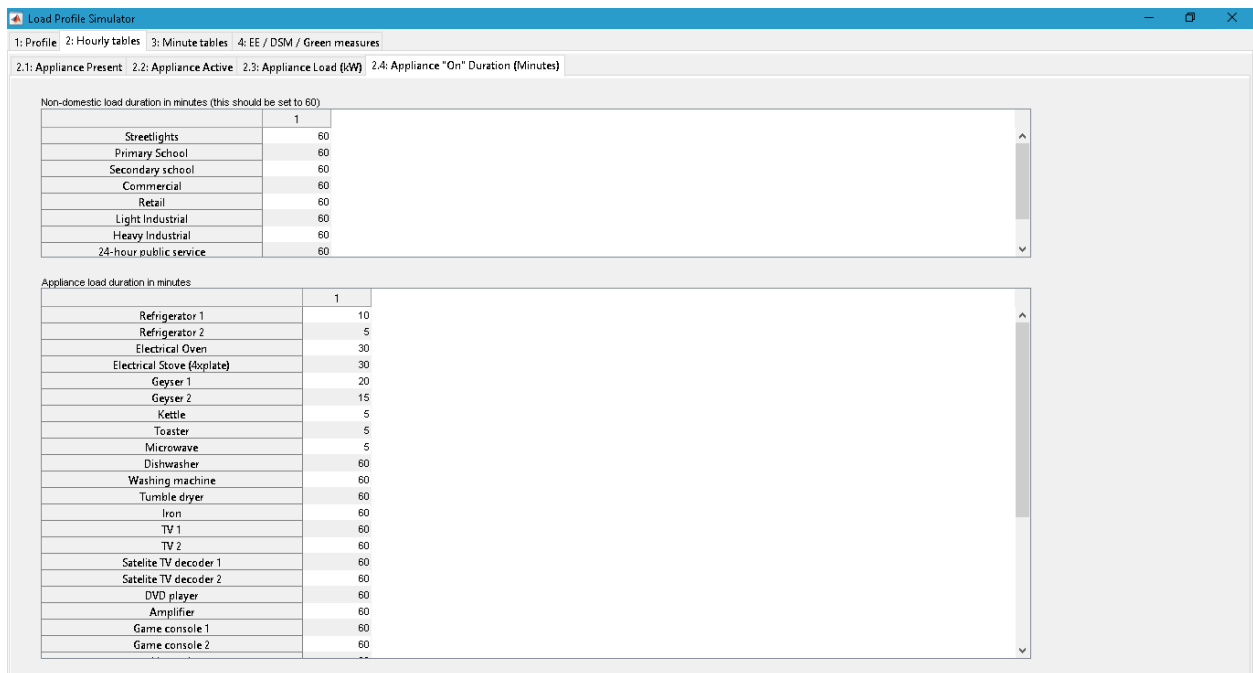 Load Profile Simulator
1: Profile 2: Hourly tables 3: Minute tables 4: EE / DSM / Green measures
2.1: Appliance Present 2.2: Appliance Active 2.3: Appliance Load (kW) 2.4: Appliance "On" Duration (Minutes)
Non-domestic load duration in minutes (this should be set to 60)
1
Streetlights 60
Primary School 60
Secondary school 60
Commercial 60
Retail 60
Light Industrial 60
Heavy Industrial 60
24-hour public service 60
Appliance load duration in minutes
1
Refrigerator 1 10
Refrigerator 2 5
Electrical Oven 30
Electrical Stove (4xplate) 30
Geyser 1 20
Geyser 2 15
Kettle 5
Toaster 5
Microwave 5
Dishwasher 60
Washing machine 60
Tumble dryer 60
Iron 60
TV 1 60
TV 2 60
Satelite TV decoder 1 60
Satelite TV decoder 2 60
DVD player 60
Amplifier 60
Game console 1 60
Game console 2 60